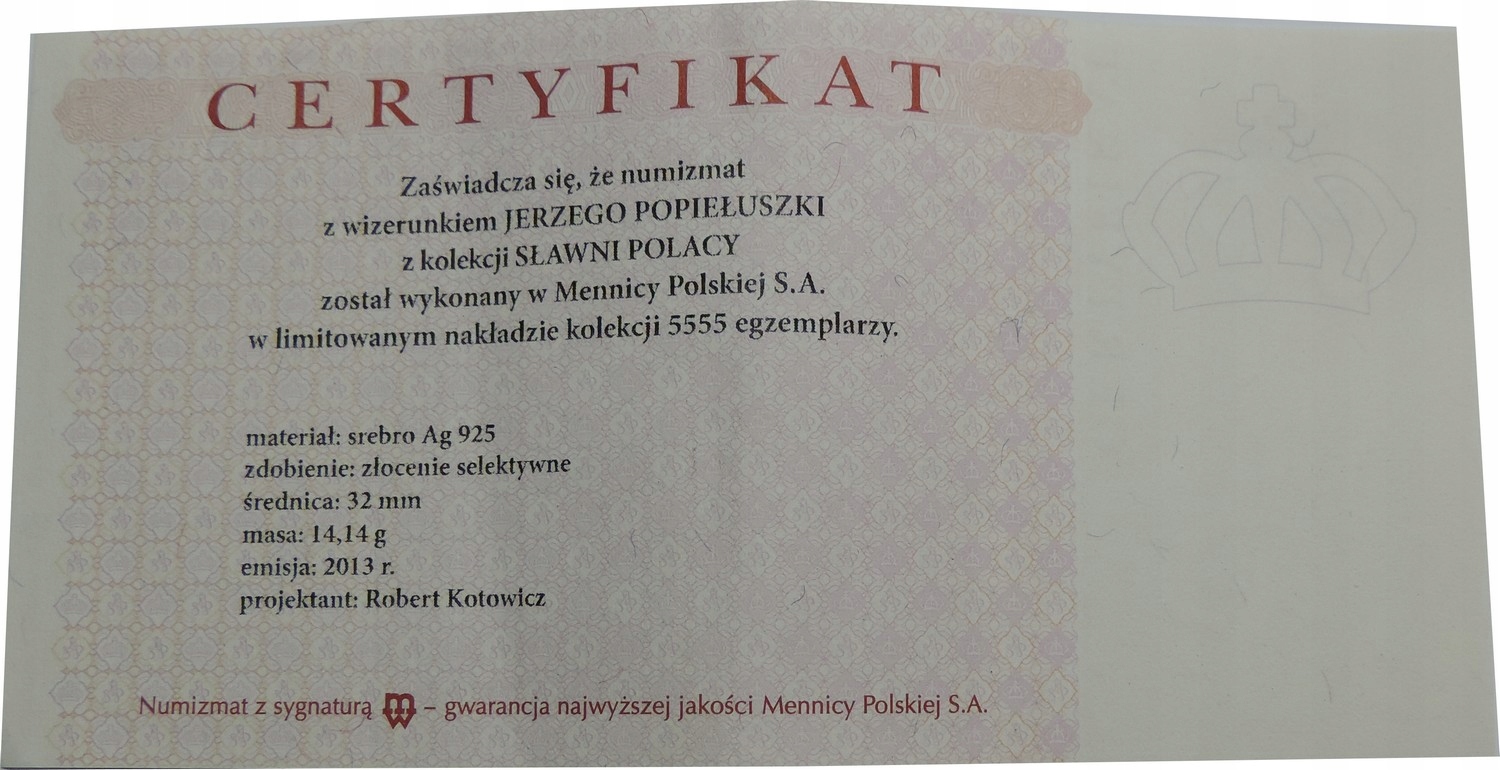 CERTYFIKAT
Zaświadcza się, że numizmat
z wizerunkiem JERZEGO POPIEŁUSZKI
z kolekcji SŁAWNI POLACY
został wykonany w Mennicy Polskiej S.A.
w limitowanym nakładzie kolekcji 5555 egzemplarzy.
materiał: srebro Ag 925
zdobienie: złocenie selektywne
średnica: 32 mm
masa: 14,14 g
emisja: 2013 r.
projektant: Robert Kotowicz
Numizmat z sygnaturą MW – gwarancja najwyższej jakości Mennicy Polskiej S.A.